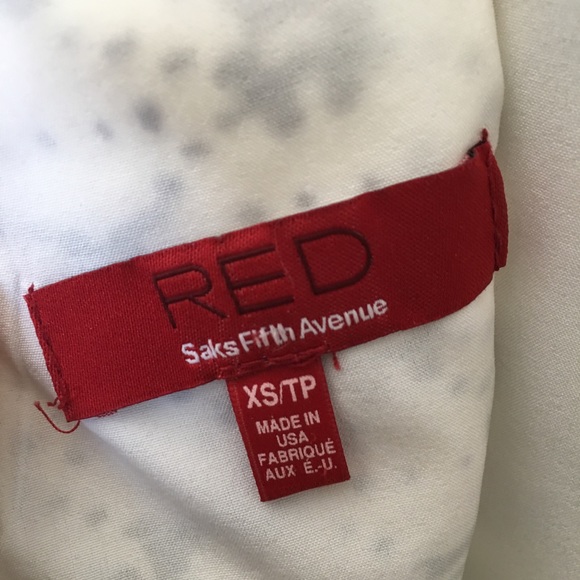 RED
Saks Fifth Avenue
XS/TP
MADE IN
USA
FABRIQUÉ
AUX É.-U.